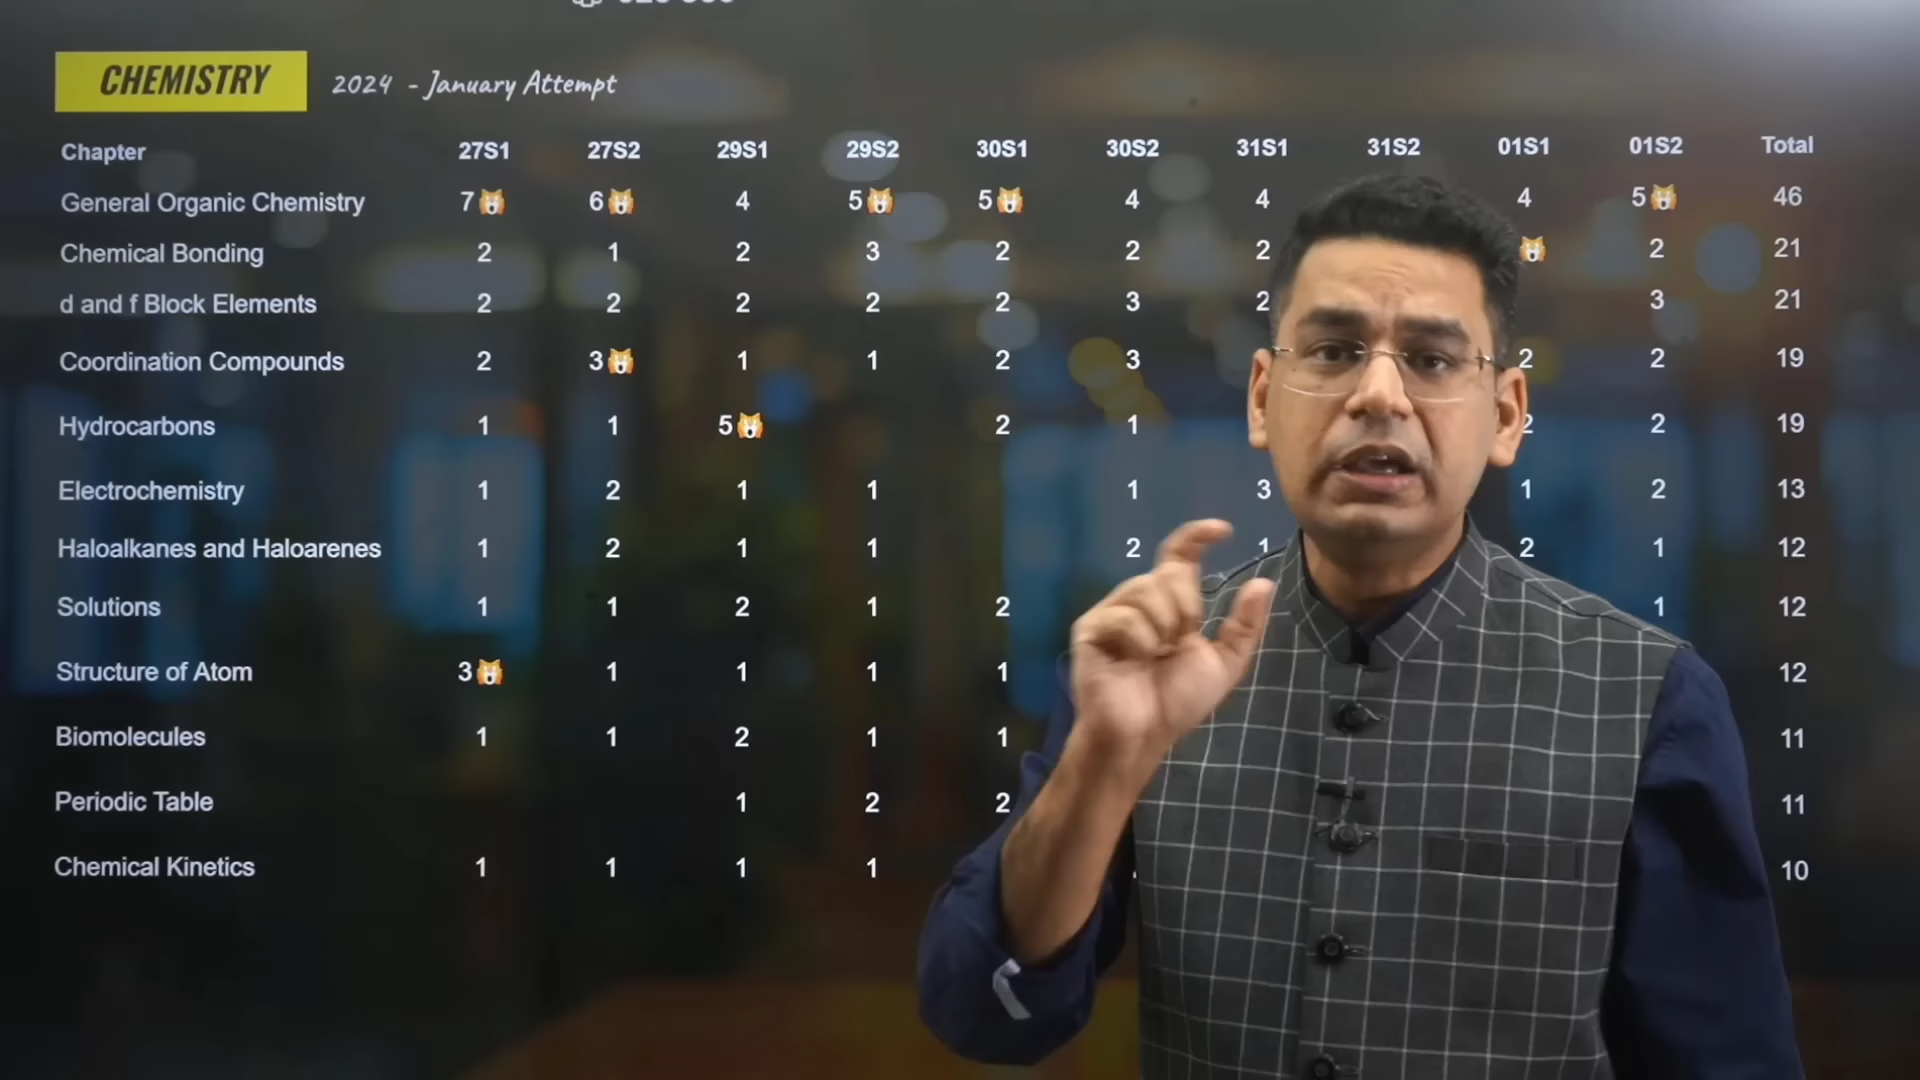 CHEMISTRY 2024 - January Attempt
Chapter 27S1 27S2 29S1 29S2 30S1 30S2 31S1 31S2 01S1 01S2 Total
General Organic Chemistry 7 6 4 5 5 4 4 4 5 46
Chemical Bonding 2 1 2 3 2 2 2 2 21
d and f Block Elements 2 2 2 2 2 3 2 3 21
Coordination Compounds 2 3 1 1 2 3 2 2 19
Hydrocarbons 1 1 5 2 1 2 2 19
Electrochemistry 1 2 1 1 1 3 1 2 13
Haloalkanes and Haloarenes 1 2 1 1 2 1 2 1 12
Solutions 1 1 2 1 2 1 12
Structure of Atom 3 1 1 1 1 12
Biomolecules 1 1 2 1 1 11
Periodic Table 1 2 2 11
Chemical Kinetics 1 1 1 1 10